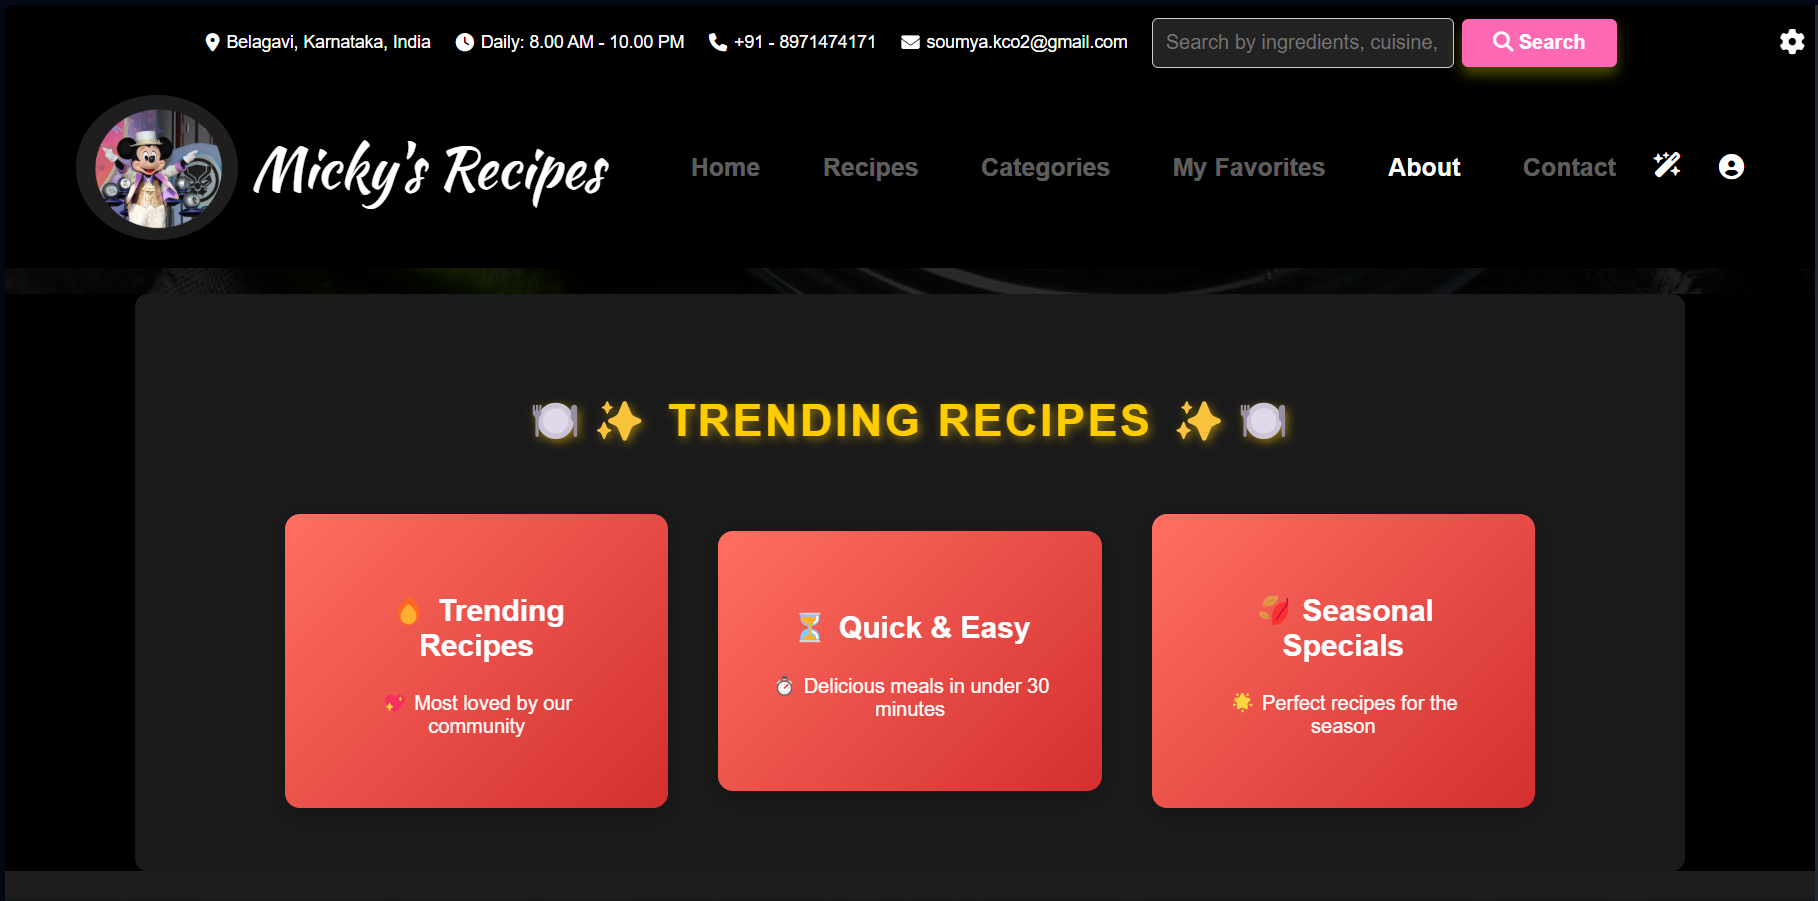 Belagavi, Karnataka, India Daily: 8.00 AM - 10.00 PM +91 - 8971474171 soumya.kco2@gmail.com Search by ingredients, cuisine, Search
Micky's Recipes Home Recipes Categories My Favorites About Contact
🍽️ ✨ TRENDING RECIPES ✨ 🍽️
🔥 Trending
Recipes
💖 Most loved by our
community
⏳ Quick & Easy
⏱️ Delicious meals in under 30
minutes
🍂 Seasonal
Specials
🌟 Perfect recipes for the
season